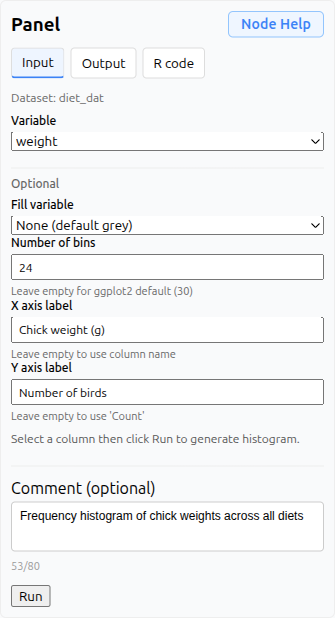 Panel
Node Help
Input
Output
R code
Dataset: diet_dat
Variable
weight
Optional
Fill variable
None (default grey)
Number of bins
24
Leave empty for ggplot2 default (30)
X axis label
Chick weight (g)
Leave empty to use column name
Y axis label
Number of birds
Leave empty to use 'Count'
Select a column then click Run to generate histogram.
Comment (optional)
Frequency histogram of chick weights across all diets
53/80
Run